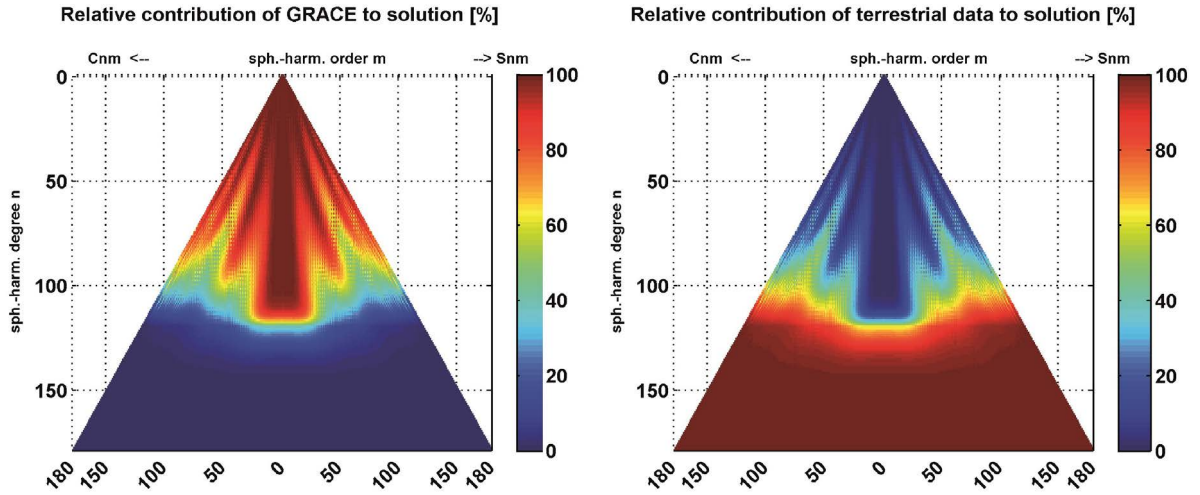 Relative contribution of GRACE to solution [%]
Cnm <-- sph.-harm. order m --> Snm
sph.-harm. degree n
0
50
100
150
180 150 100 50 0 50 100 150 180
100
80
60
40
20
0
Relative contribution of terrestrial data to solution [%]
Cnm <-- sph.-harm. order m --> Snm
sph.-harm. degree n
0
50
100
150
180 150 100 50 0 50 100 150 180
100
80
60
40
20
0